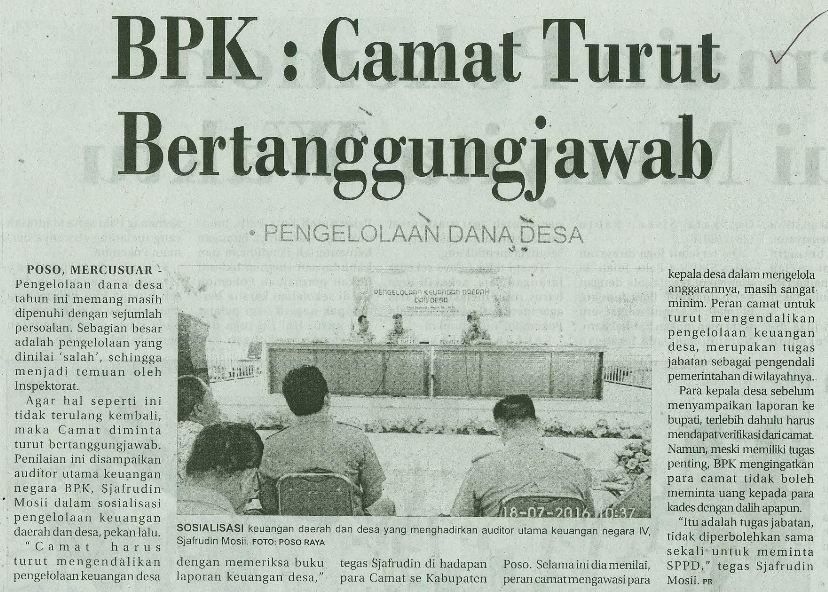 BPK : Camat Turut
Bertanggungjawab
• PENGELOLAAN DANA DESA
POSO, MERCUSUAR -
Pengelolaan dana desa
tahun ini memang masih
dipenuhi dengan sejumlah
persoalan. Sebagian besar
adalah pengelolaan yang
dinilai 'salah', sehingga
menjadi temuan oleh
Inspektorat.
Agar hal seperti ini
tidak terulang kembali,
maka Camat diminta
turut bertanggungjawab.
Penilaian ini disampaikan
auditor utama keuangan
negara BPK, Sjafrudin
Mosii dalam sosialisasi
pengelolaan keuangan
daerah dan desa, pekan lalu.
"Camat harus
turut mengendalikan
pengelolaan keuangan desa
PENGELOLAAN KEUANGAN DAERAH
DAN DESA
18-07-2016 10:37
SOSIALISASI keuangan daerah dan desa yang menghadirkan auditor utama keuangan negara IV,
Sjafrudin Mosii. FOTO: POSO RAYA
dengan memeriksa buku
laporan keuangan desa,"
tegas Sjafrudin di hadapan
para Camat se Kabupaten
Poso. Selama ini dia menilai,
peran camat mengawasi para
kepala desa dalam mengelola
anggarannya, masih sangat
minim. Peran camat untuk
turut mengendalikan
pengelolaan keuangan
desa, merupakan tugas
jabatan sebagai pengendali
pemerintahan di wilayahnya.
Para kepala desa sebelum
menyampaikan laporan ke
bupati, terlebih dahulu harus
mendapat verifikasi dari camat.
Namun, meski memiliki tugas
penting, BPK mengingatkan
para camat tidak boleh
meminta uang kepada para
kades dengan dalih apapun.
"Itu adalah tugas jabatan,
tidak diperbolehkan sama
sekali untuk meminta
SPPD," tegas Sjafrudin
Mosii. PR